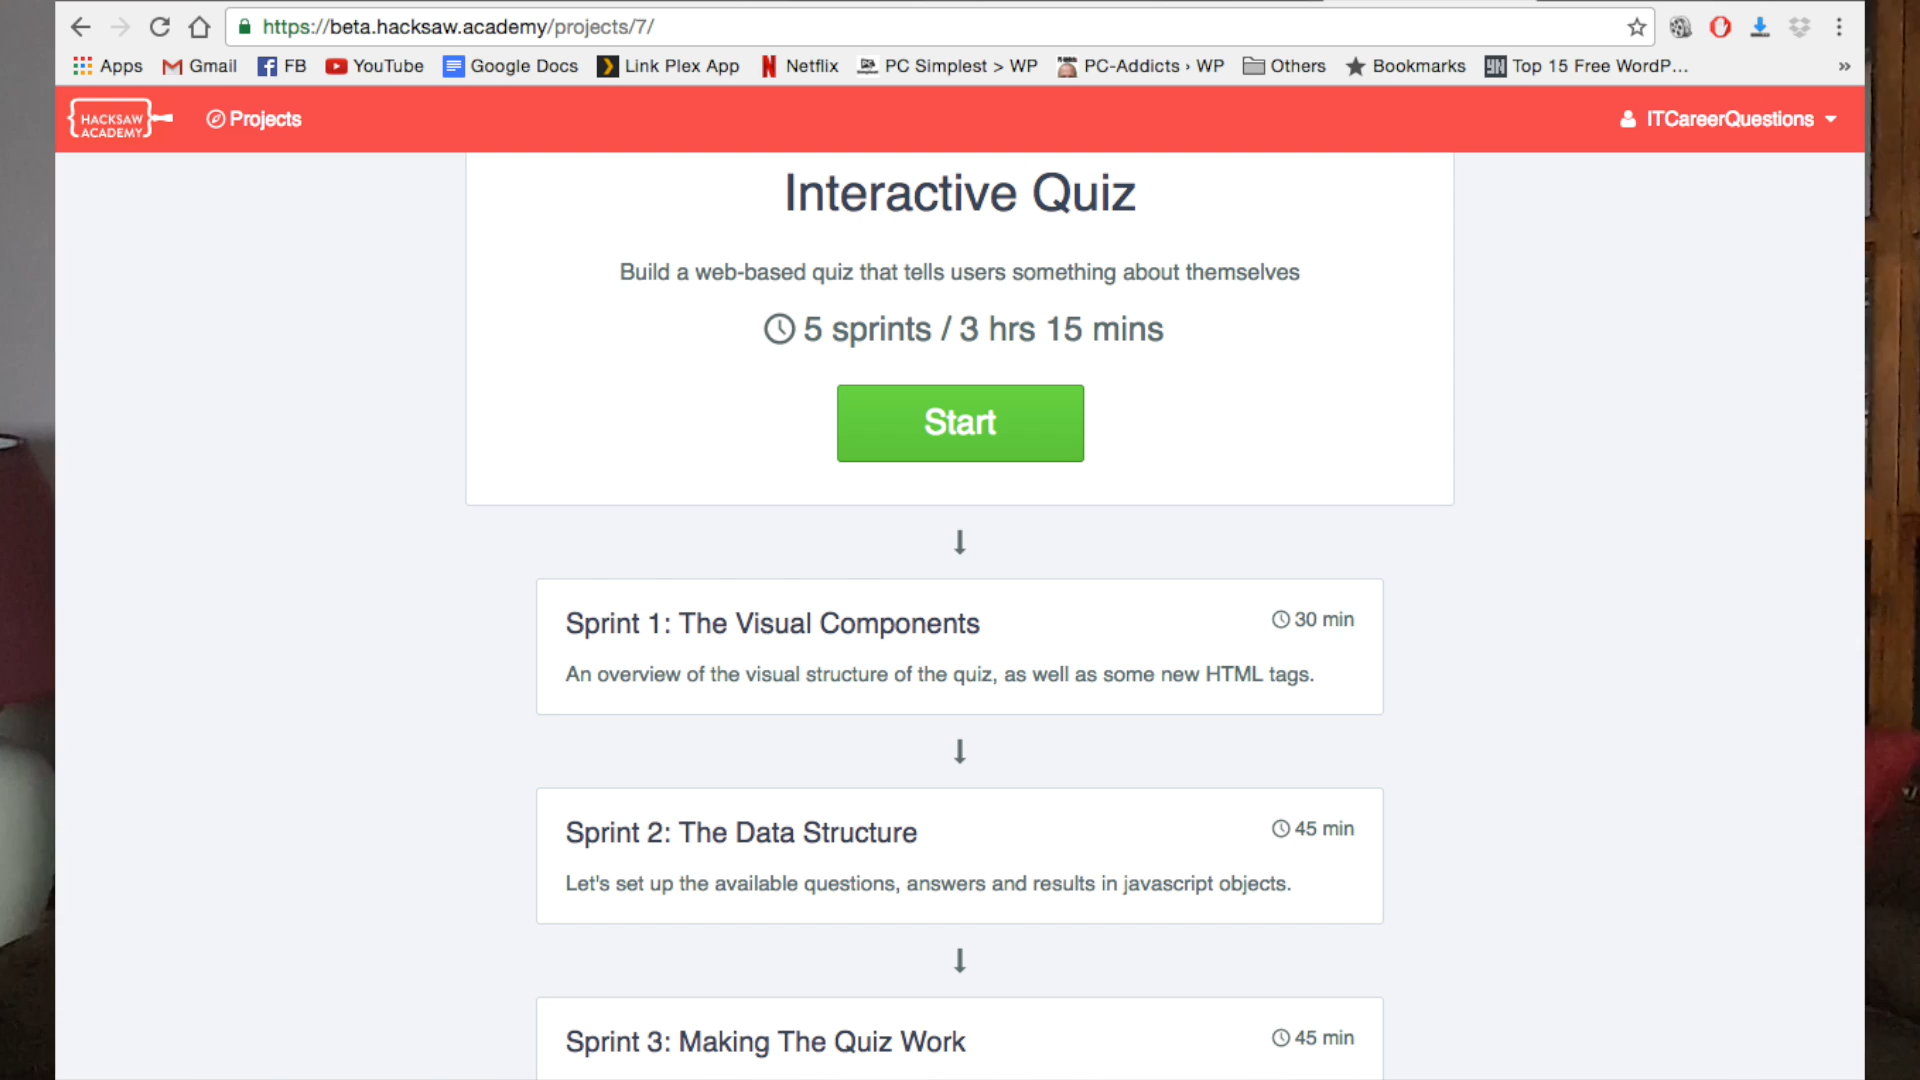 https://beta.hacksaw.academy/projects/7/
Apps Gmail FB YouTube Google Docs Link Plex App Netflix PC Simplest > WP PC-Addicts › WP Others Bookmarks Top 15 Free WordP... »
HACKSAW
ACADEMY
Projects
ITCareerQuestions
Interactive Quiz
Build a web-based quiz that tells users something about themselves
5 sprints / 3 hrs 15 mins
Start
Sprint 1: The Visual Components
30 min
An overview of the visual structure of the quiz, as well as some new HTML tags.
Sprint 2: The Data Structure
45 min
Let's set up the available questions, answers and results in javascript objects.
Sprint 3: Making The Quiz Work
45 min